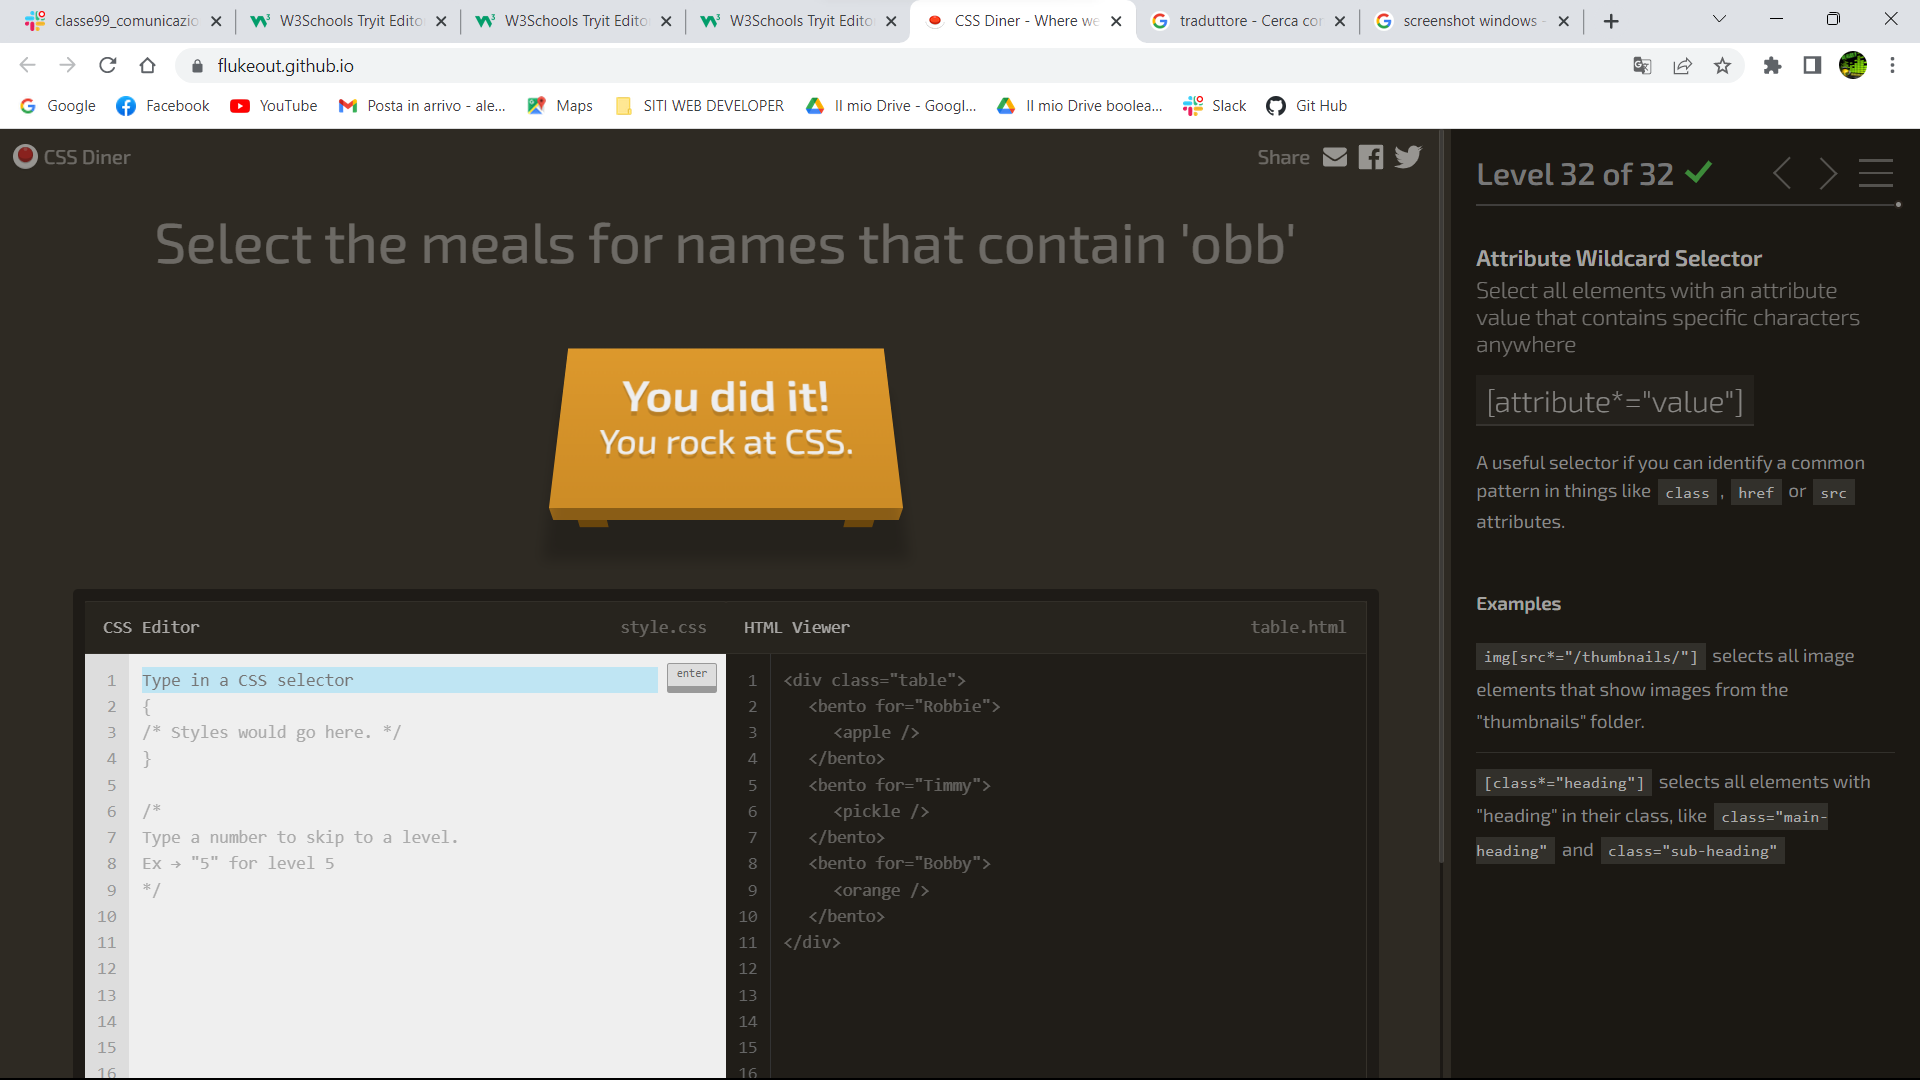 classe99_comunicazio
W3Schools Tryit Edito
W3Schools Tryit Edito
W3Schools Tryit Edito
CSS Diner - Where we
traduttore - Cerca con
screenshot windows -
flukeout.github.io
Google
Facebook
YouTube
Posta in arrivo - ale...
Maps
SITI WEB DEVELOPER
Il mio Drive - Googl...
Il mio Drive boolea...
Slack
Git Hub
CSS Diner
Share
Select the meals for names that contain 'obb'
You did it!
You rock at CSS.
CSS Editor
style.css
1 Type in a CSS selector
enter
2 {
3 /* Styles would go here. */
4 }
5
6 /*
7 Type a number to skip to a level.
8 Ex → "5" for level 5
9 */
10
11
12
13
14
15
16
HTML Viewer
table.html
1 <div class="table">
2 <bento for="Robbie">
3 <apple />
4 </bento>
5 <bento for="Timmy">
6 <pickle />
7 </bento>
8 <bento for="Bobby">
9 <orange />
10 </bento>
11 </div>
12
13
14
15
16
Level 32 of 32
Attribute Wildcard Selector
Select all elements with an attribute
value that contains specific characters
anywhere
[attribute*="value"]
A useful selector if you can identify a common
pattern in things like class , href or src
attributes.
Examples
img[src*="/thumbnails/"] selects all image
elements that show images from the
"thumbnails" folder.
[class*="heading"] selects all elements with
"heading" in their class, like class="main-
heading" and class="sub-heading"